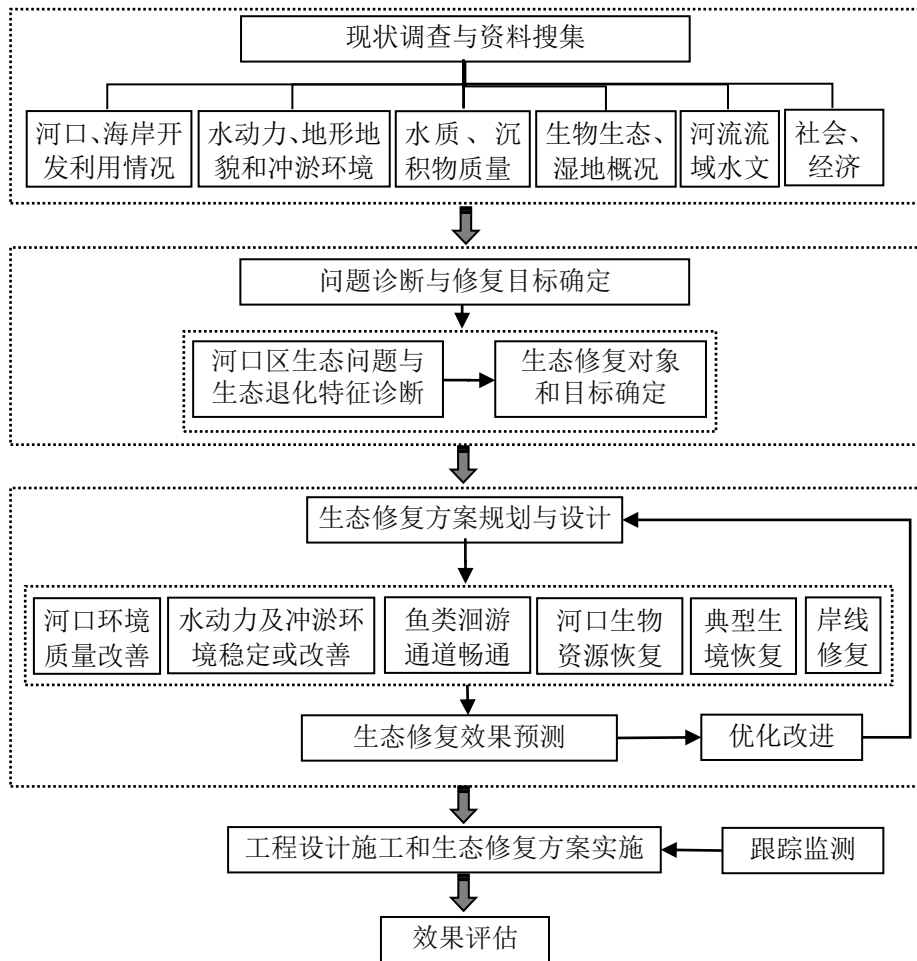 现状调查与资料搜集
河口、海岸开
发利用情况
水动力、地形地
貌和冲淤环境
水质、沉
积物质量
生物生态、
湿地概况
河流流
域水文
社会、
经济
问题诊断与修复目标确定
河口区生态问题与
生态退化特征诊断
生态修复对象
和目标确定
生态修复方案规划与设计
河口环境
质量改善
水动力及冲淤环
境稳定或改善
鱼类洄游
通道畅通
河口生物
资源恢复
典型生
境恢复
岸线
修复
生态修复效果预测
优化改进
工程设计施工和生态修复方案实施
跟踪监测
效果评估